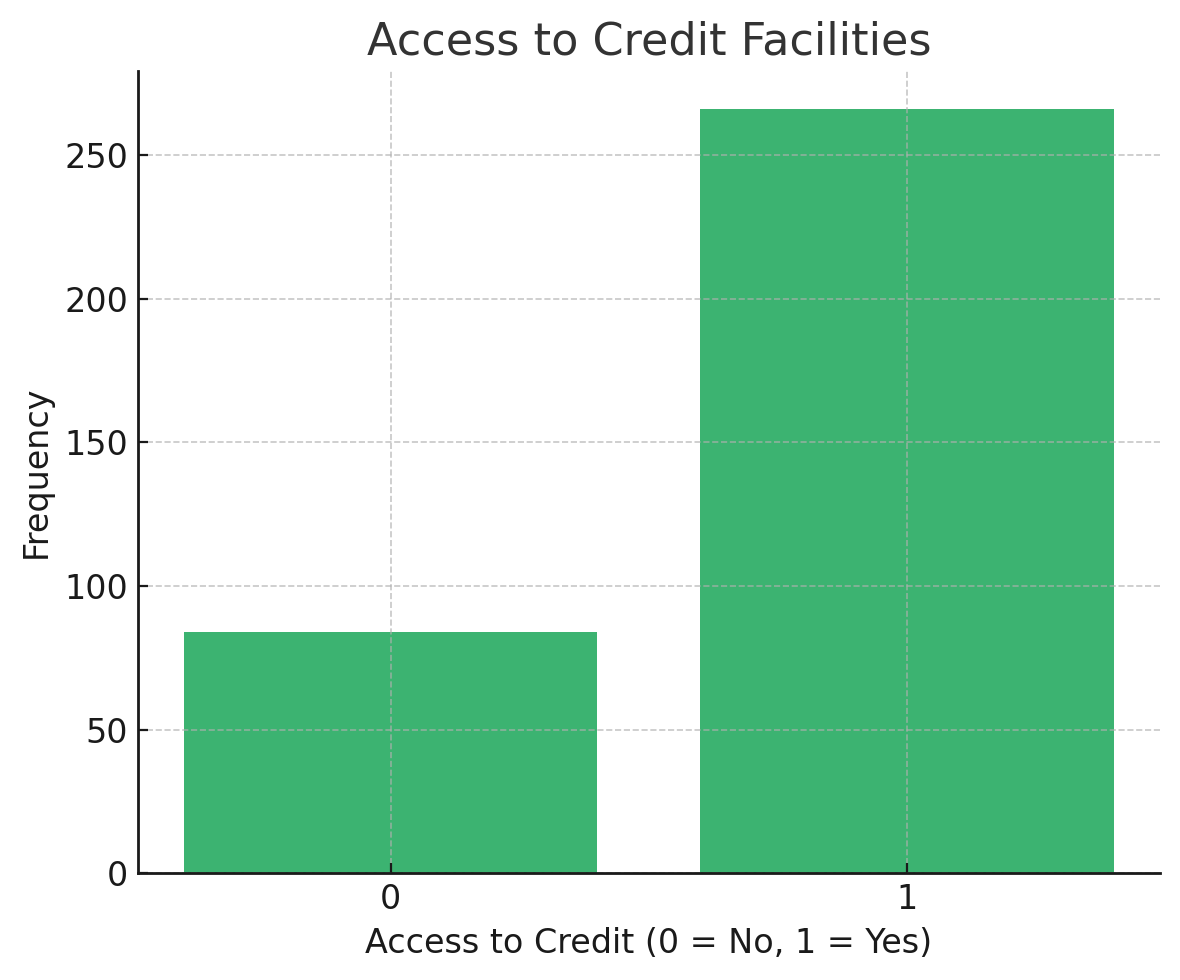 Access to Credit Facilities
Frequency
250
200
150
100
50
0
0 1
Access to Credit (0 = No, 1 = Yes)